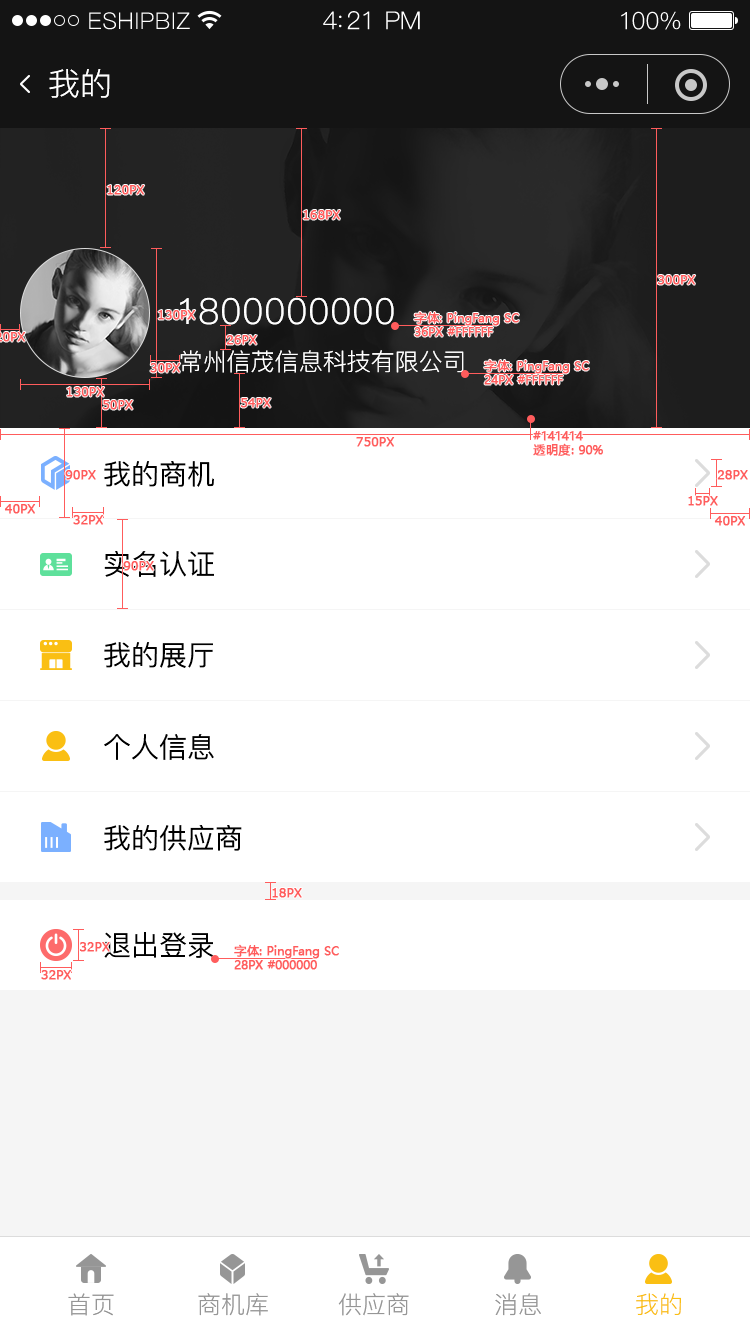 ESHIPBIZ 4:21 PM 100%
我的
120PX
168PX
300PX
1800000000
130PX
字体: PingFang SC
36PX #FFFFFF
26PX
常州信茂信息科技有限公司
30PX
字体: PingFang SC
24PX #FFFFFF
130PX
50PX
54PX
750PX
#141414
透明度: 90%
我的商机
90PX
28PX
15PX
40PX
32PX
40PX
实名认证
90PX
我的展厅
个人信息
我的供应商
18PX
退出登录
32PX
字体: PingFang SC
28PX #000000
32PX
首页 商机库 供应商 消息 我的